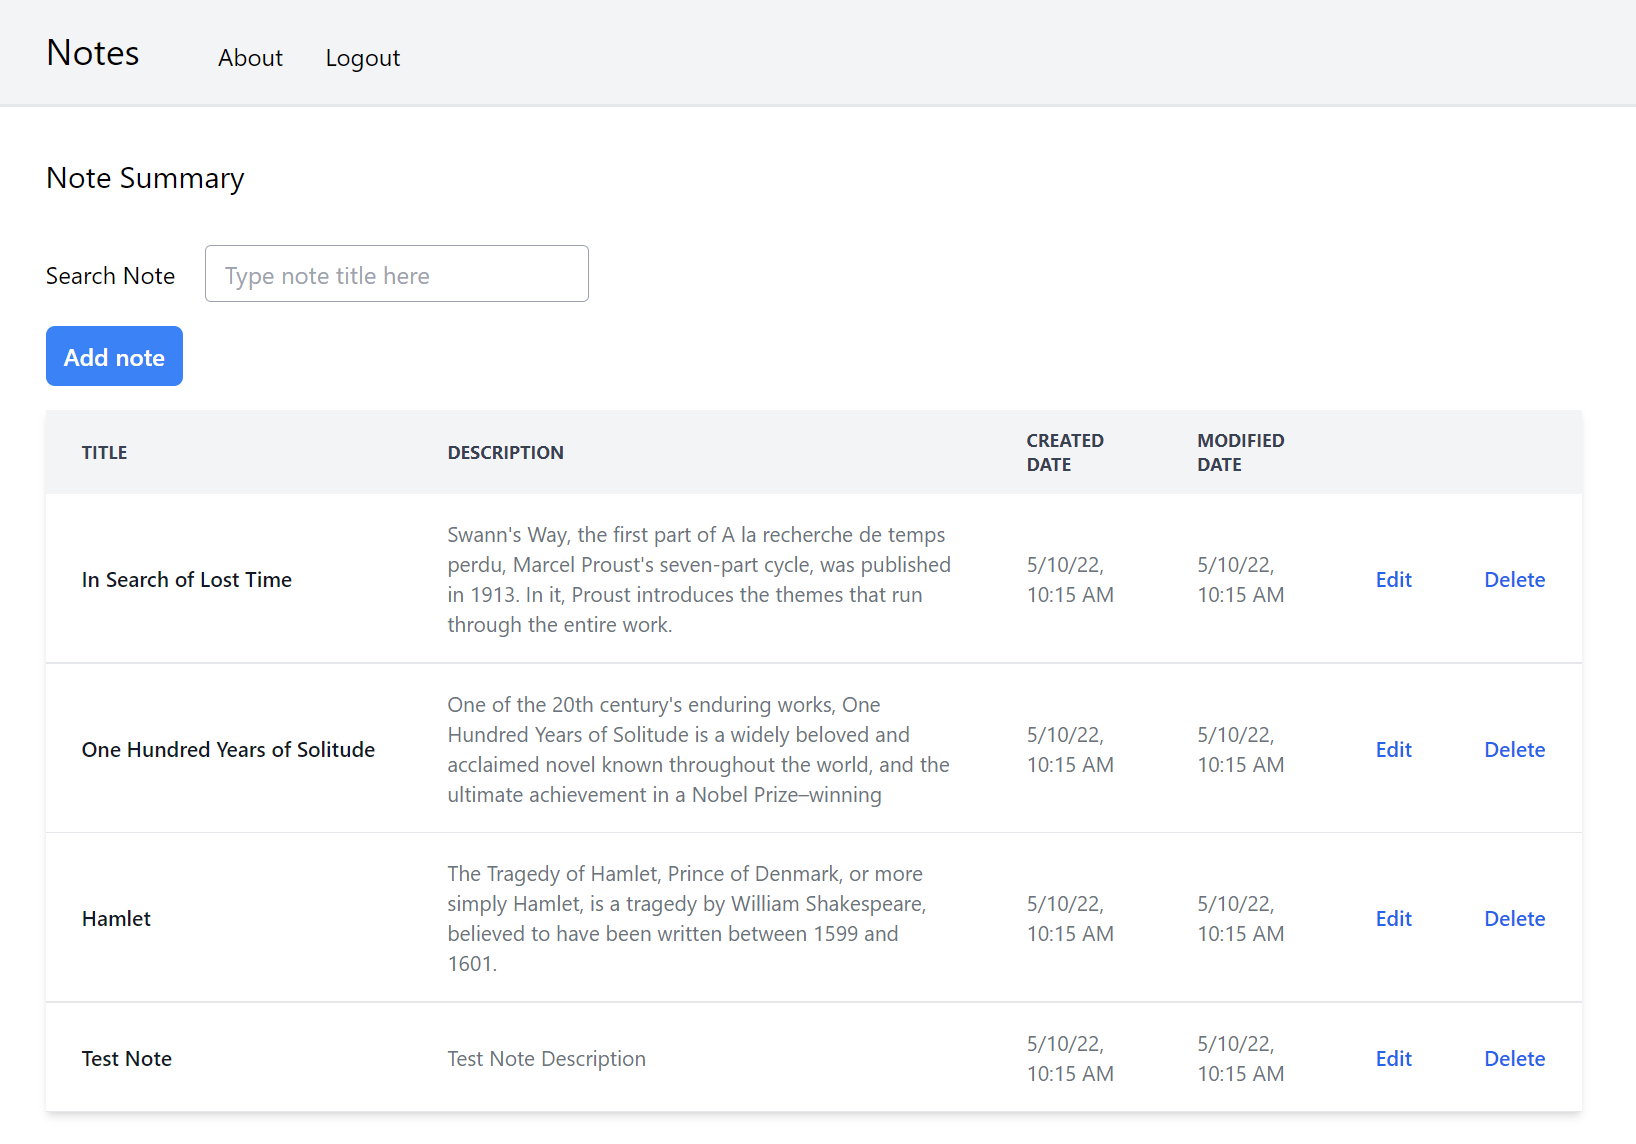 Notes About Logout
Note Summary
Search Note Type note title here
Add note
TITLE DESCRIPTION CREATED DATE MODIFIED DATE
In Search of Lost Time
Swann's Way, the first part of A la recherche de temps
perdu, Marcel Proust's seven-part cycle, was published
in 1913. In it, Proust introduces the themes that run
through the entire work.
5/10/22,
10:15 AM
5/10/22,
10:15 AM
Edit Delete
One Hundred Years of Solitude
One of the 20th century's enduring works, One
Hundred Years of Solitude is a widely beloved and
acclaimed novel known throughout the world, and the
ultimate achievement in a Nobel Prize–winning
5/10/22,
10:15 AM
5/10/22,
10:15 AM
Edit Delete
Hamlet
The Tragedy of Hamlet, Prince of Denmark, or more
simply Hamlet, is a tragedy by William Shakespeare,
believed to have been written between 1599 and
1601.
5/10/22,
10:15 AM
5/10/22,
10:15 AM
Edit Delete
Test Note
Test Note Description
5/10/22,
10:15 AM
5/10/22,
10:15 AM
Edit Delete